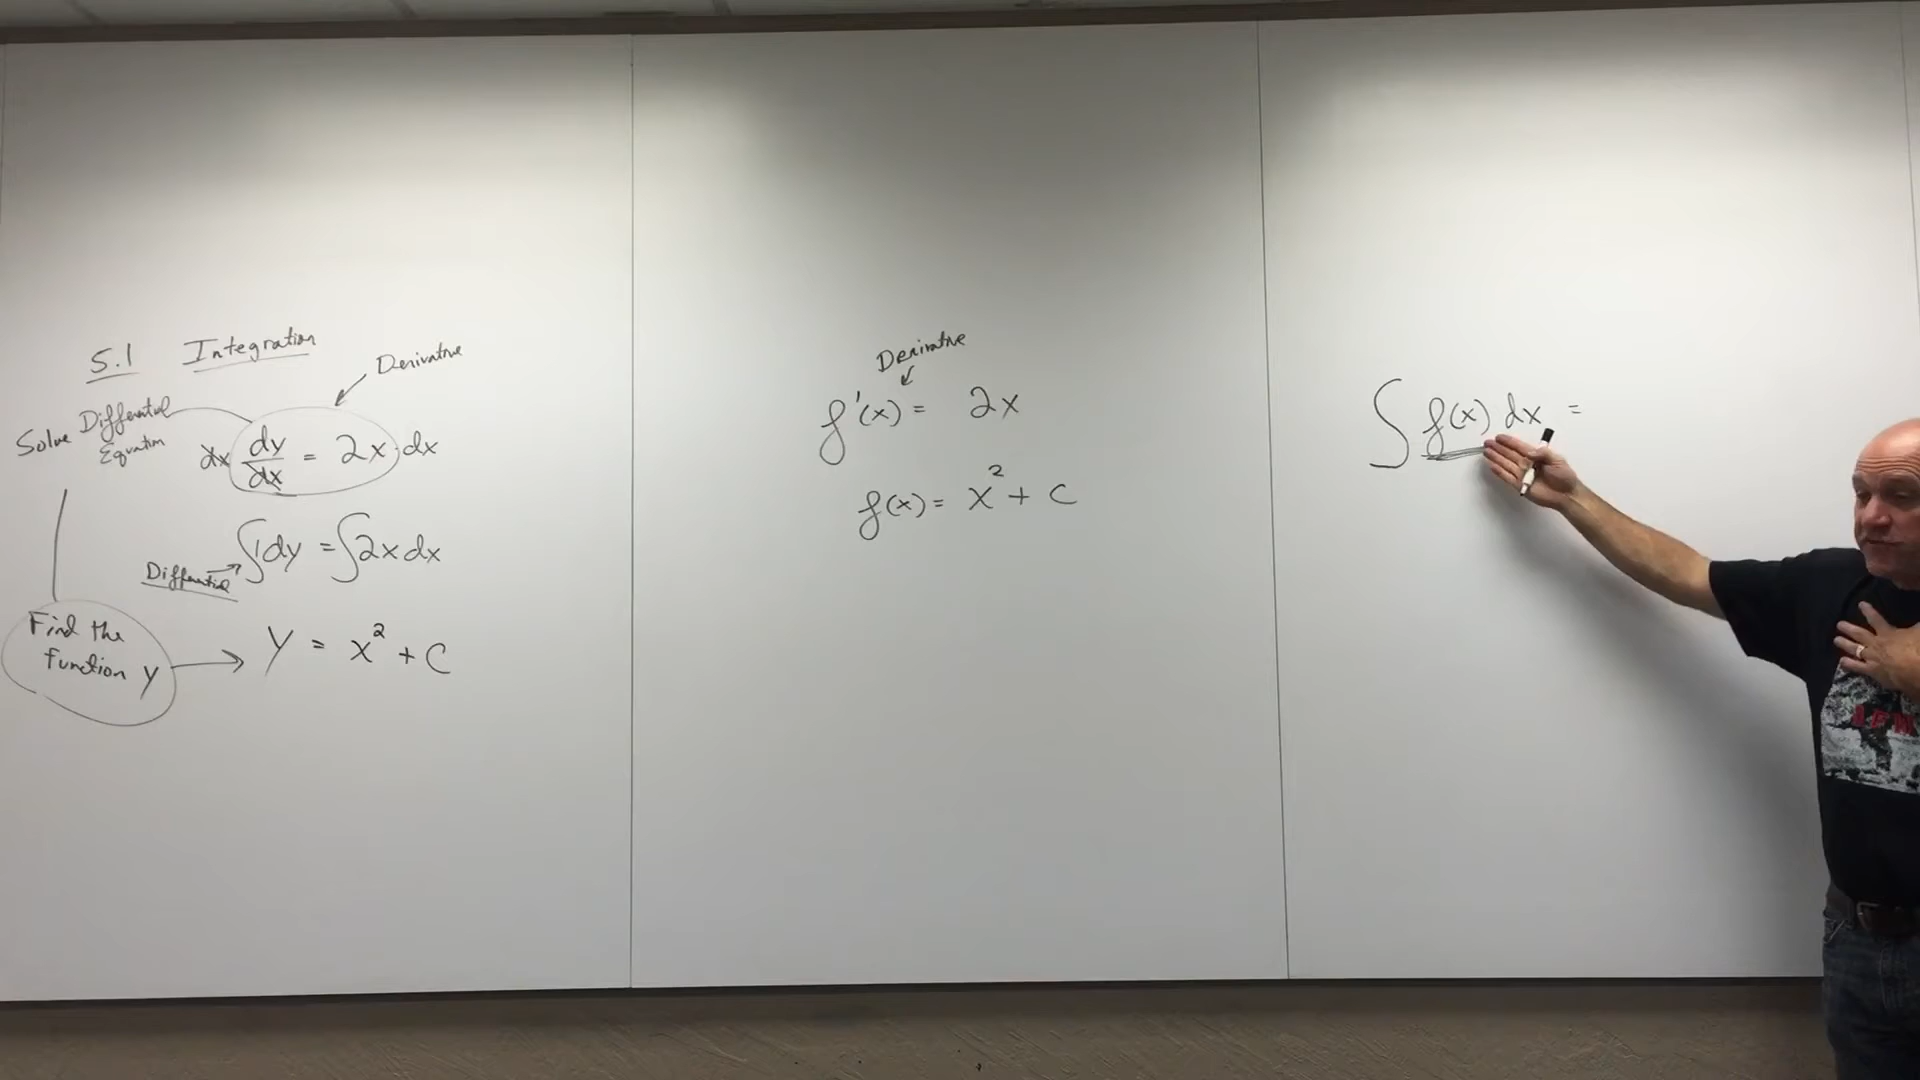 5.1 Integration
Derivative
Solve Differential
Equation
dx dy/dx = 2x · dx
∫1dy = ∫2x dx
Differential
Find the
function y
y = x² + C
Derivative
f'(x) = 2x
f(x) = x² + C
∫f(x) dx =